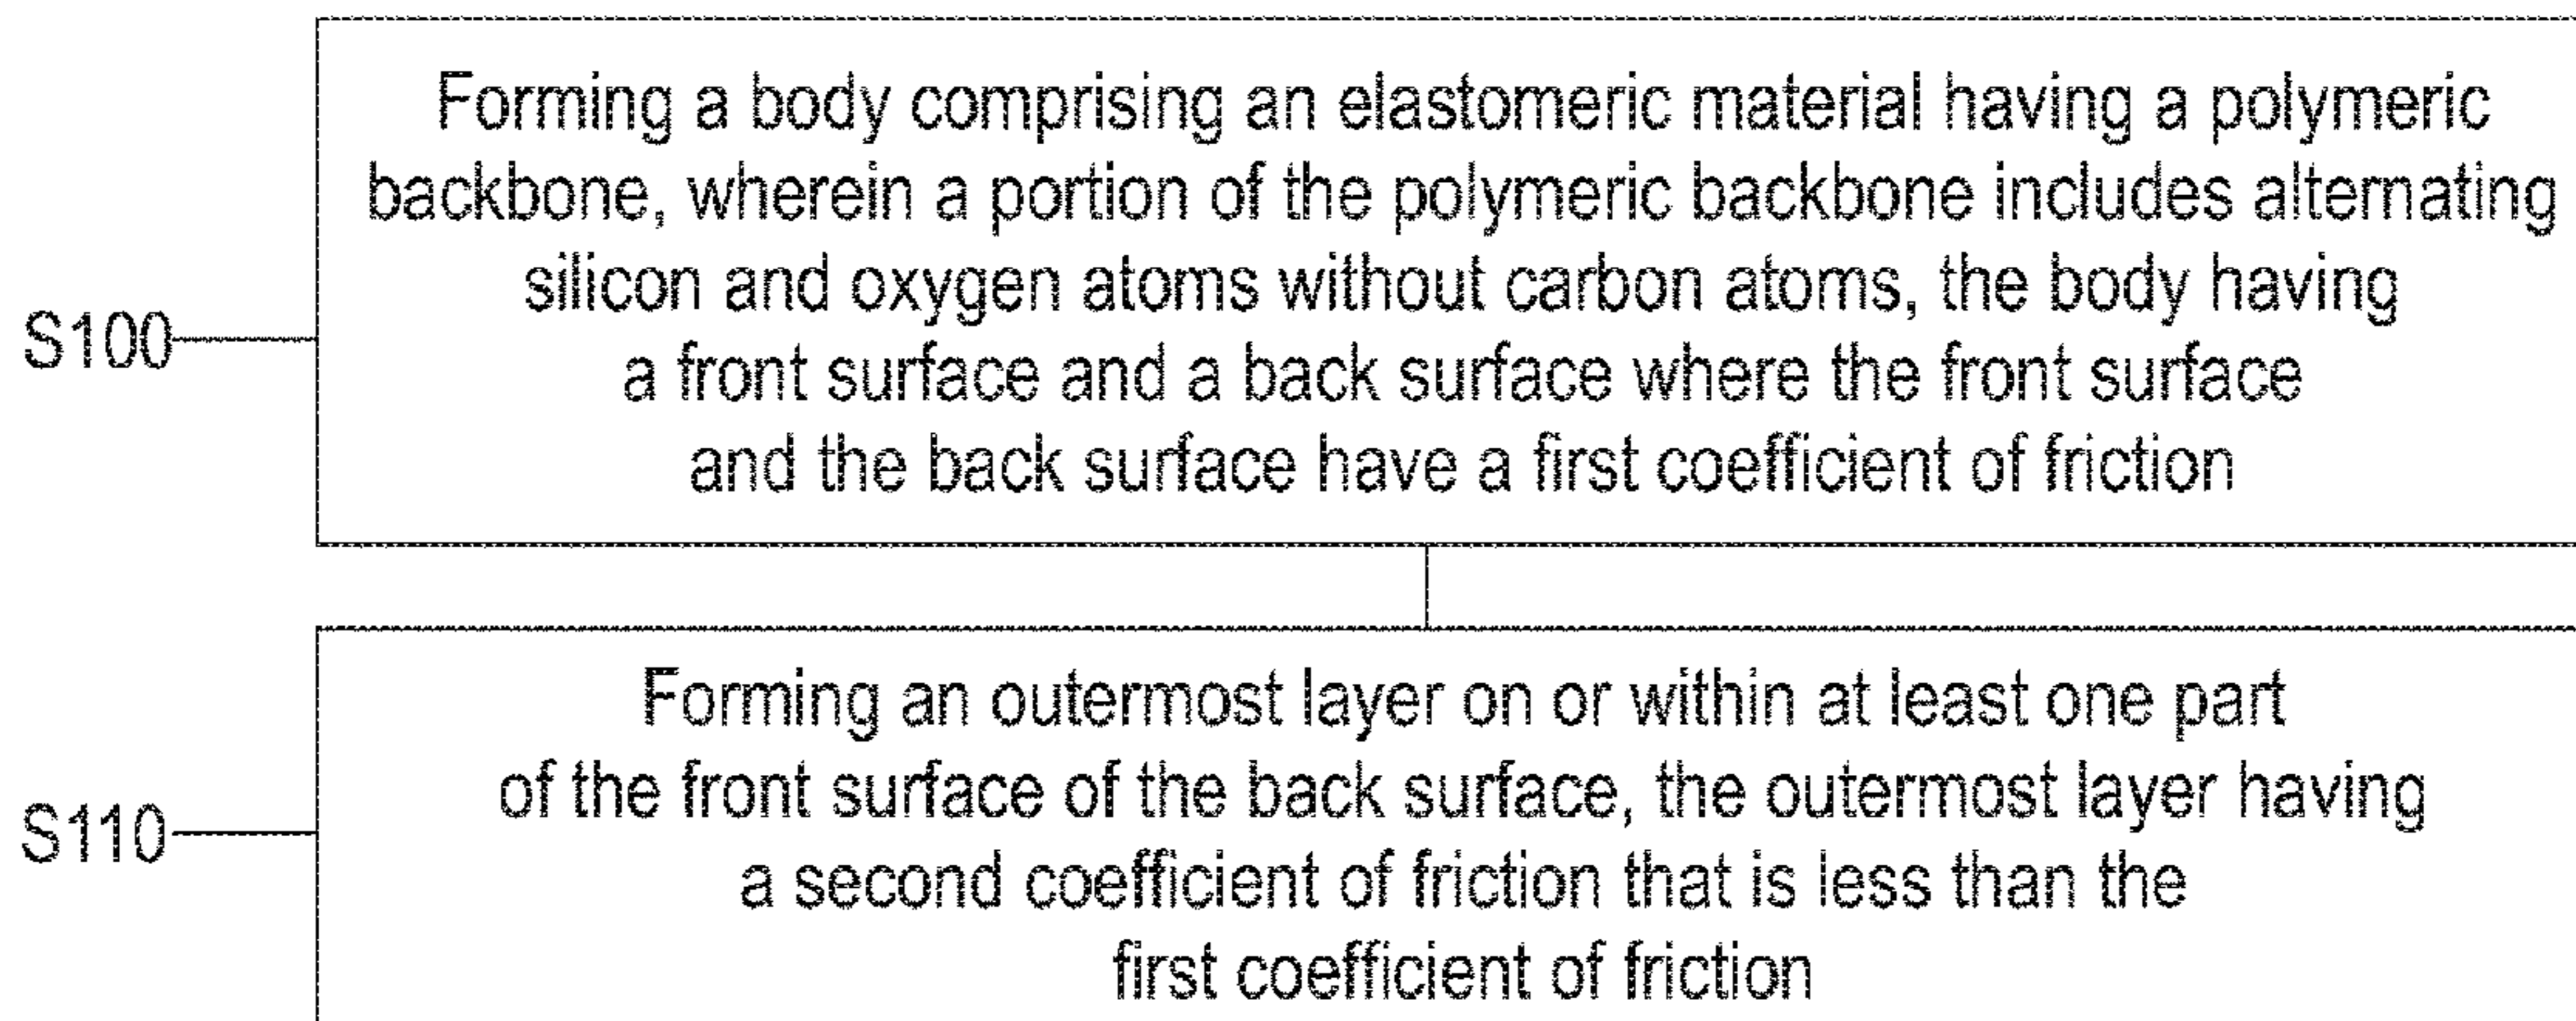 Forming a body comprising an elastomeric material having a polymeric
backbone, wherein a portion of the polymeric backbone includes alternating
silicon and oxygen atoms without carbon atoms, the body having
S100
a front surface and a back surface where the front surface
and the back surface have a first coefficient of friction
Forming an outermost layer on or within at least one part
of the front surface of the back surface, the outermost layer having
S110
a second coefficient of friction that is less than the
first coefficient of friction